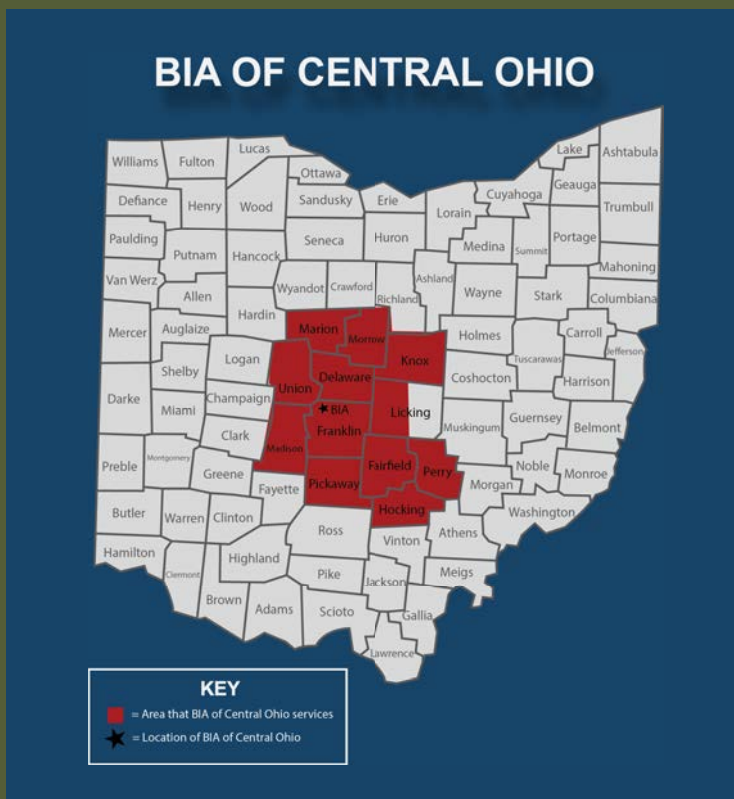 BIA OF CENTRAL OHIO
Williams
Fulton
Lucas
Ottawa
Lake
Ashtabula
Geauga
Cuyahoga
Defiance
Henry
Wood
Sandusky
Erie
Lorain
Trumbull
Paulding
Putnam
Hancock
Seneca
Huron
Medina
Summit
Portage
Mahoning
Van Werz
Allen
Wyandot
Crawford
Richland
Ashland
Wayne
Stark
Columbiana
Hardin
Mercer
Auglaize
Marion
Morrow
Knox
Holmes
Carroll
Jefferson
Logan
Shelby
Union
Delaware
Coshocton
Tuscarawas
Harrison
Darke
Miami
Champaign
BIA
Licking
Guernsey
Belmont
Clark
Franklin
Muskingum
Madison
Preble
Montgomery
Greene
Fairfield
Perry
Noble
Monroe
Fayette
Pickaway
Morgan
Butler
Warren
Clinton
Hocking
Washington
Ross
Athens
Hamilton
Clermont
Highland
Vinton
Pike
Jackson
Meigs
Brown
Adams
Scioto
Gallia
Lawrence
KEY
= Area that BIA of Central Ohio services
= Location of BIA of Central Ohio